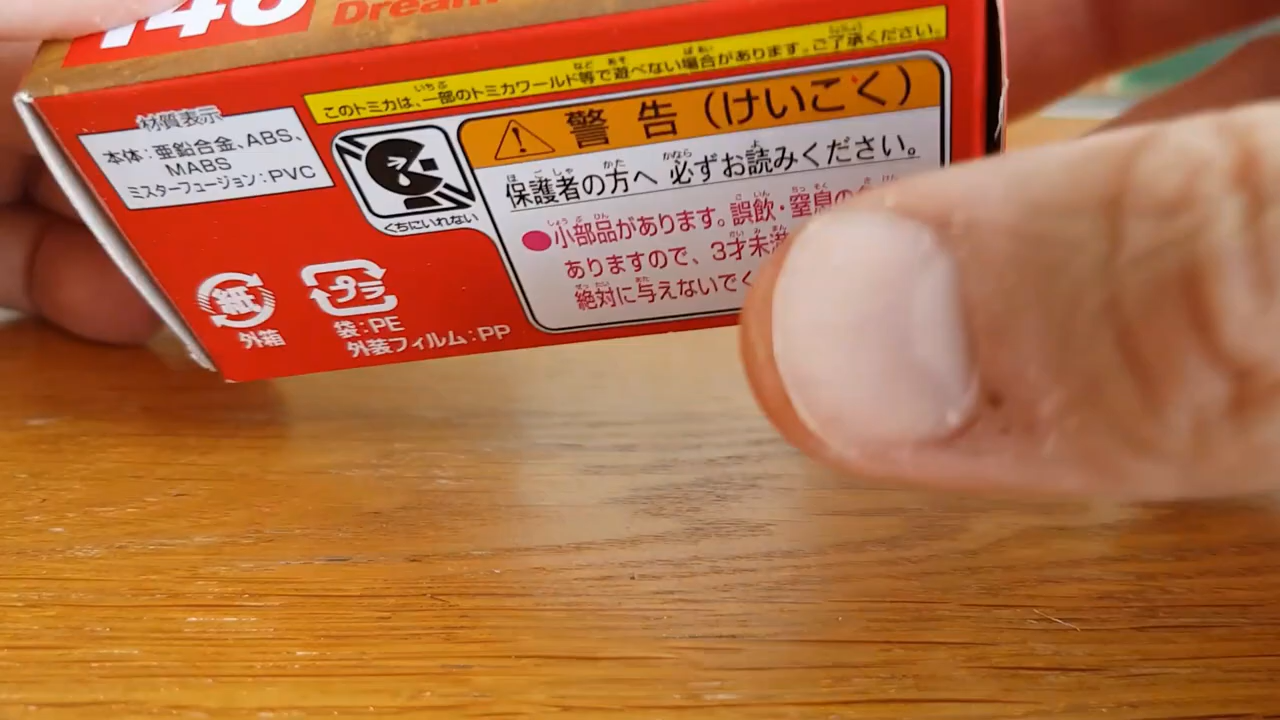 146
Dream
このトミカは、一部のトミカワールド等で遊べない場合があります。ご了承ください。
材質表示
本体:亜鉛合金、ABS、
MABS
ミスターフュージョン:PVC
くちにいれない
警告(けいこく)
保護者の方へ 必ずお読みください。
●小部品があります。誤飲・窒息の
ありますので、3才未満
絶対に与えないでく
紙
外箱
プラ
袋:PE
外装フィルム:PP